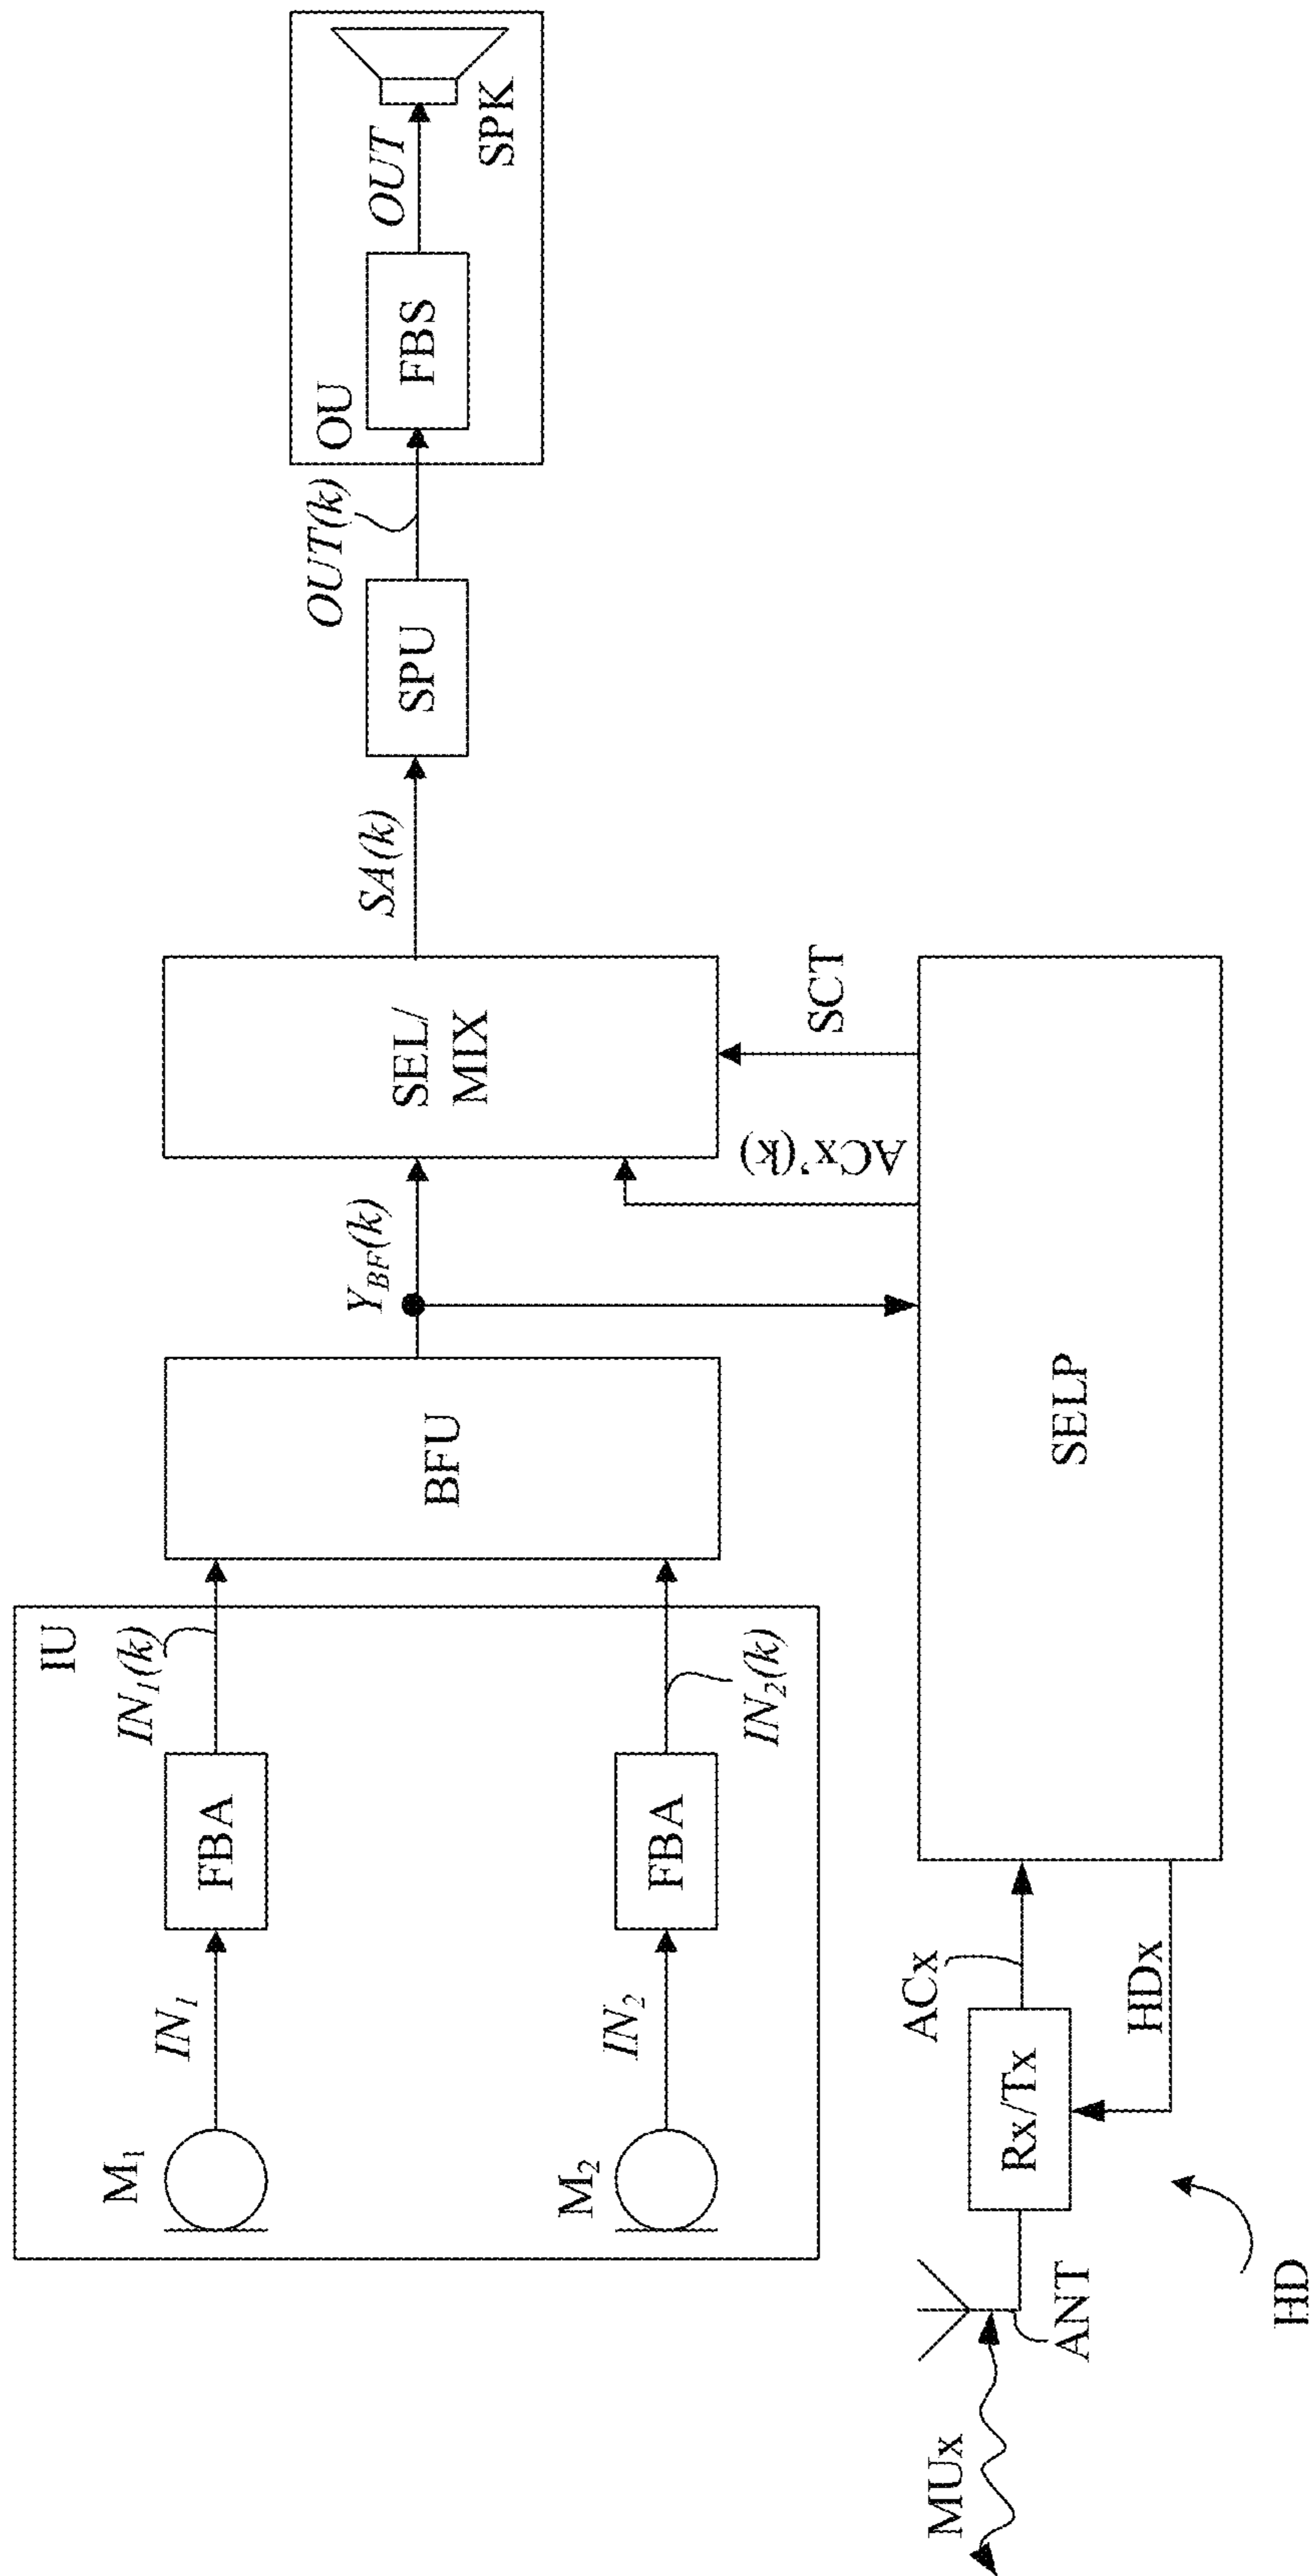 IU
M₁
IN₁
FBA
IN₁(k)
M₂
IN₂
FBA
IN₂(k)
BFU
Y_BF(k)
SEL/
MIX
SA(k)
SPU
OUT(k)
OU
FBS
OUT
SPK
MUx
ANT
Rx/Tx
ACx
HDx
SELP
ACx'(k)
SCT
HD